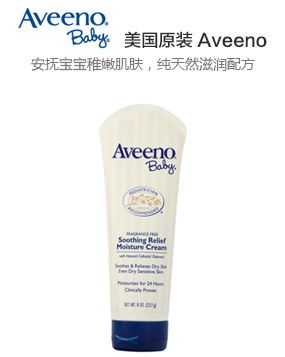 Aveeno®
Baby®
美国原装 Aveeno
安抚宝宝稚嫩肌肤，纯天然滋润配方
Aveeno®
Baby®
PEDIATRICIAN
RECOMMENDED
FRAGRANCE FREE
Soothing Relief
Moisture Cream
with Natural Colloidal Oatmeal
Soothes & Relieves Dry Skin
Even Dry Sensitive Skin
Moisturizes for 24 Hours
Clinically Proven
NET WT. 8 OZ. (227g)